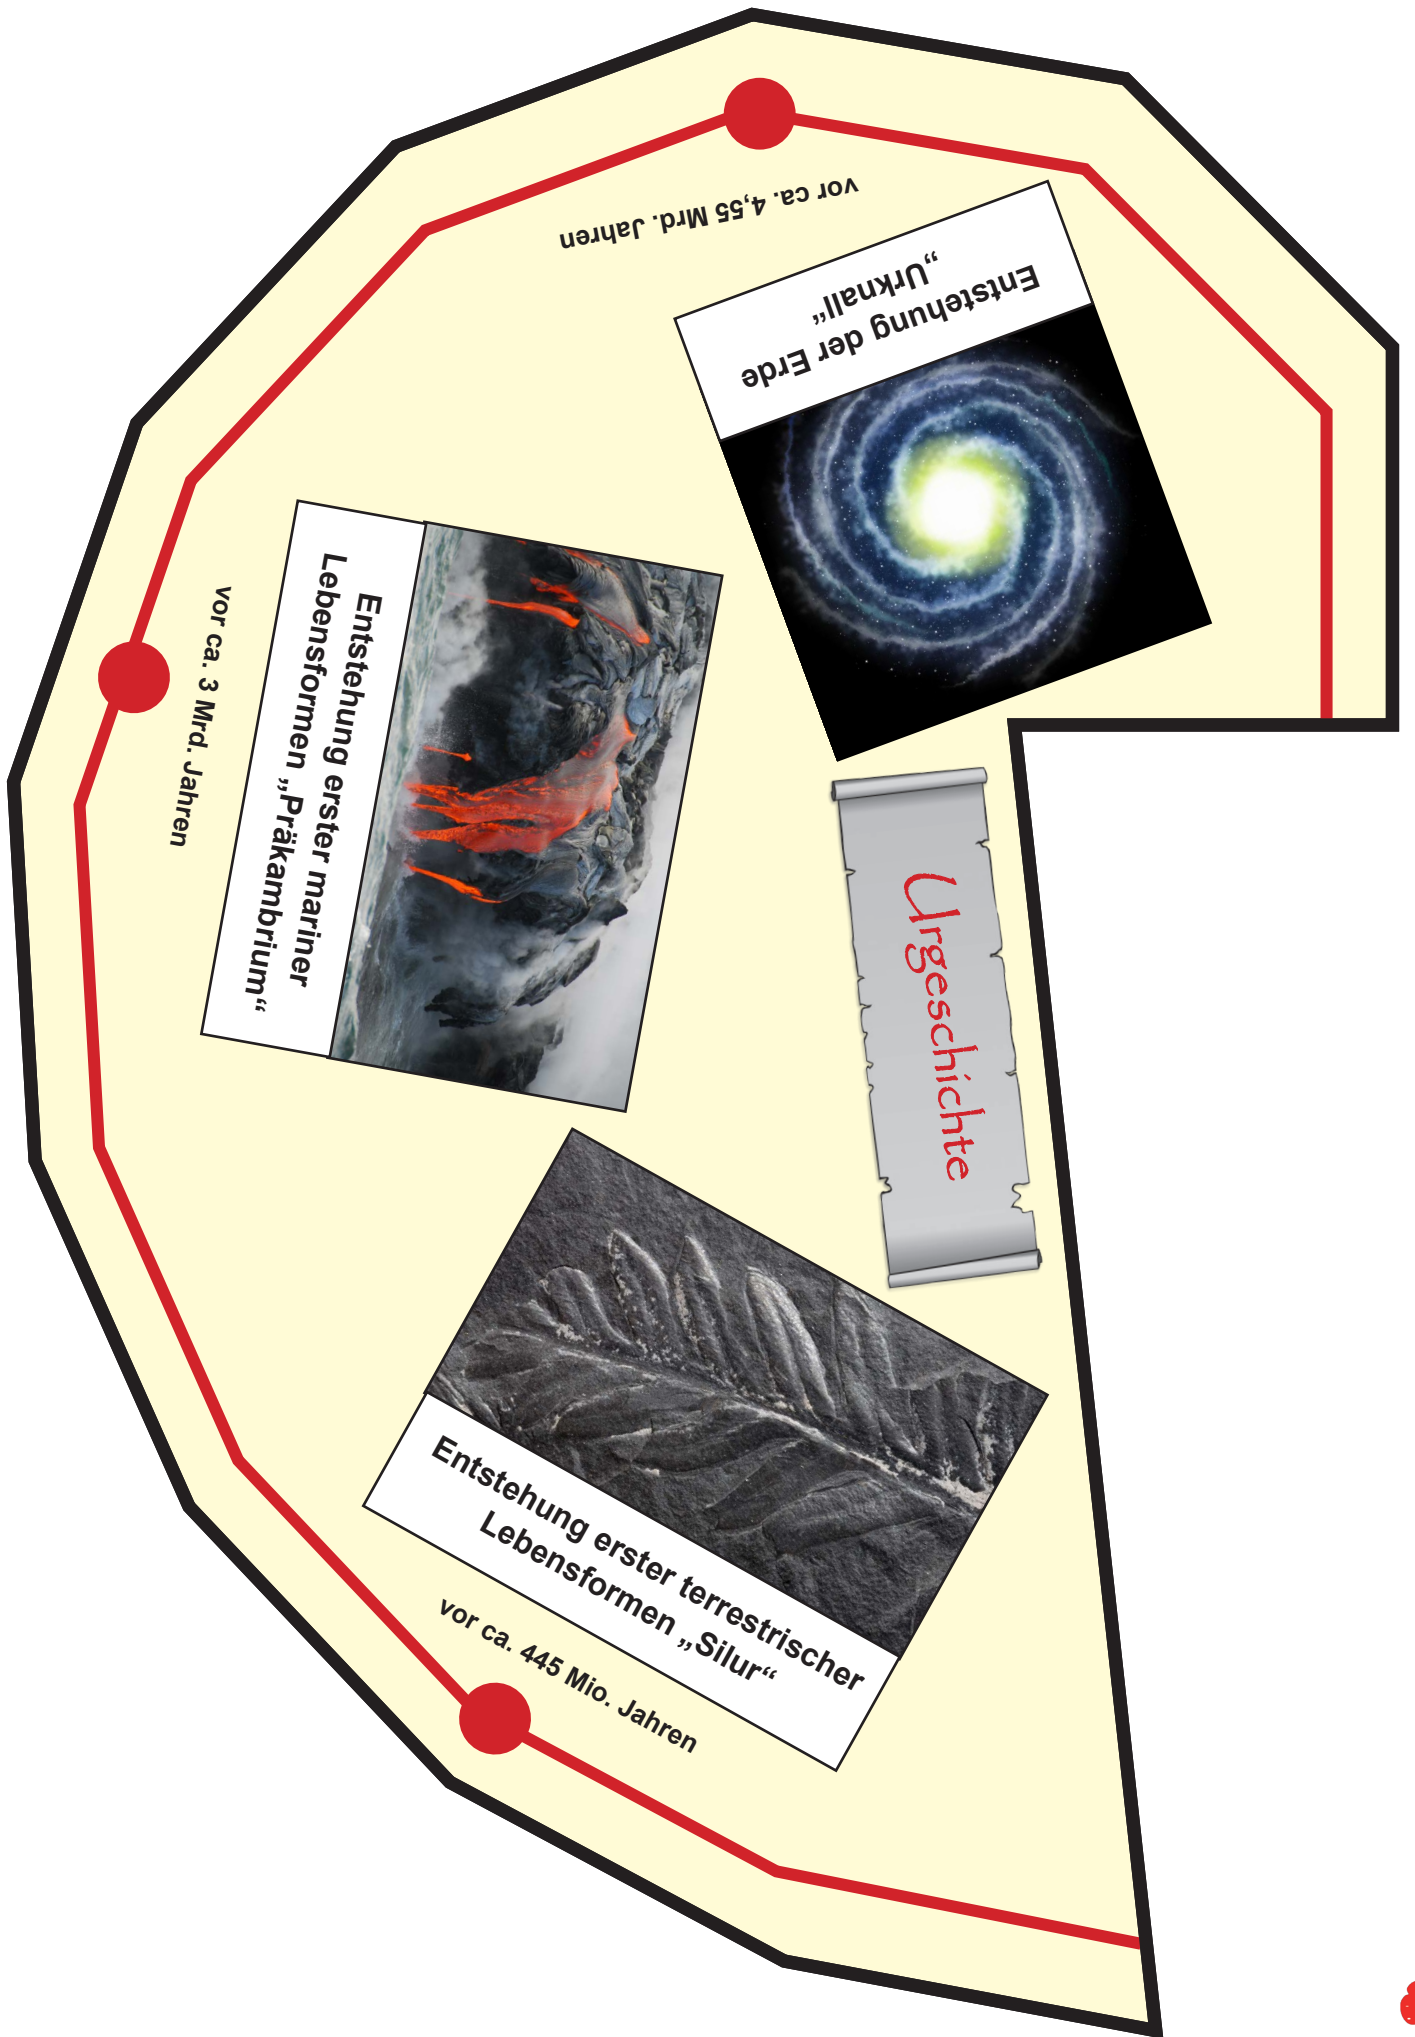 Urgeschichte
vor ca. 4,55 Mrd. Jahren
Entstehung der Erde
„Urknall“
vor ca. 3 Mrd. Jahren
Entstehung erster mariner
Lebensformen „Präkambrium“
Entstehung erster terrestrischer
Lebensformen „Silur“
vor ca. 445 Mio. Jahren